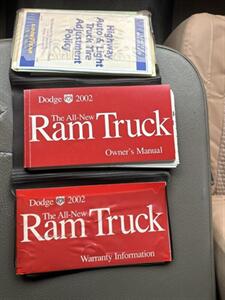 Highway
Auto & Light
Truck Tire
Adjustment
Policy
Dodge 2002
The All-New
Ram Truck
Owner's Manual
Dodge 2002
The All-New
Ram Truck
Warranty Information